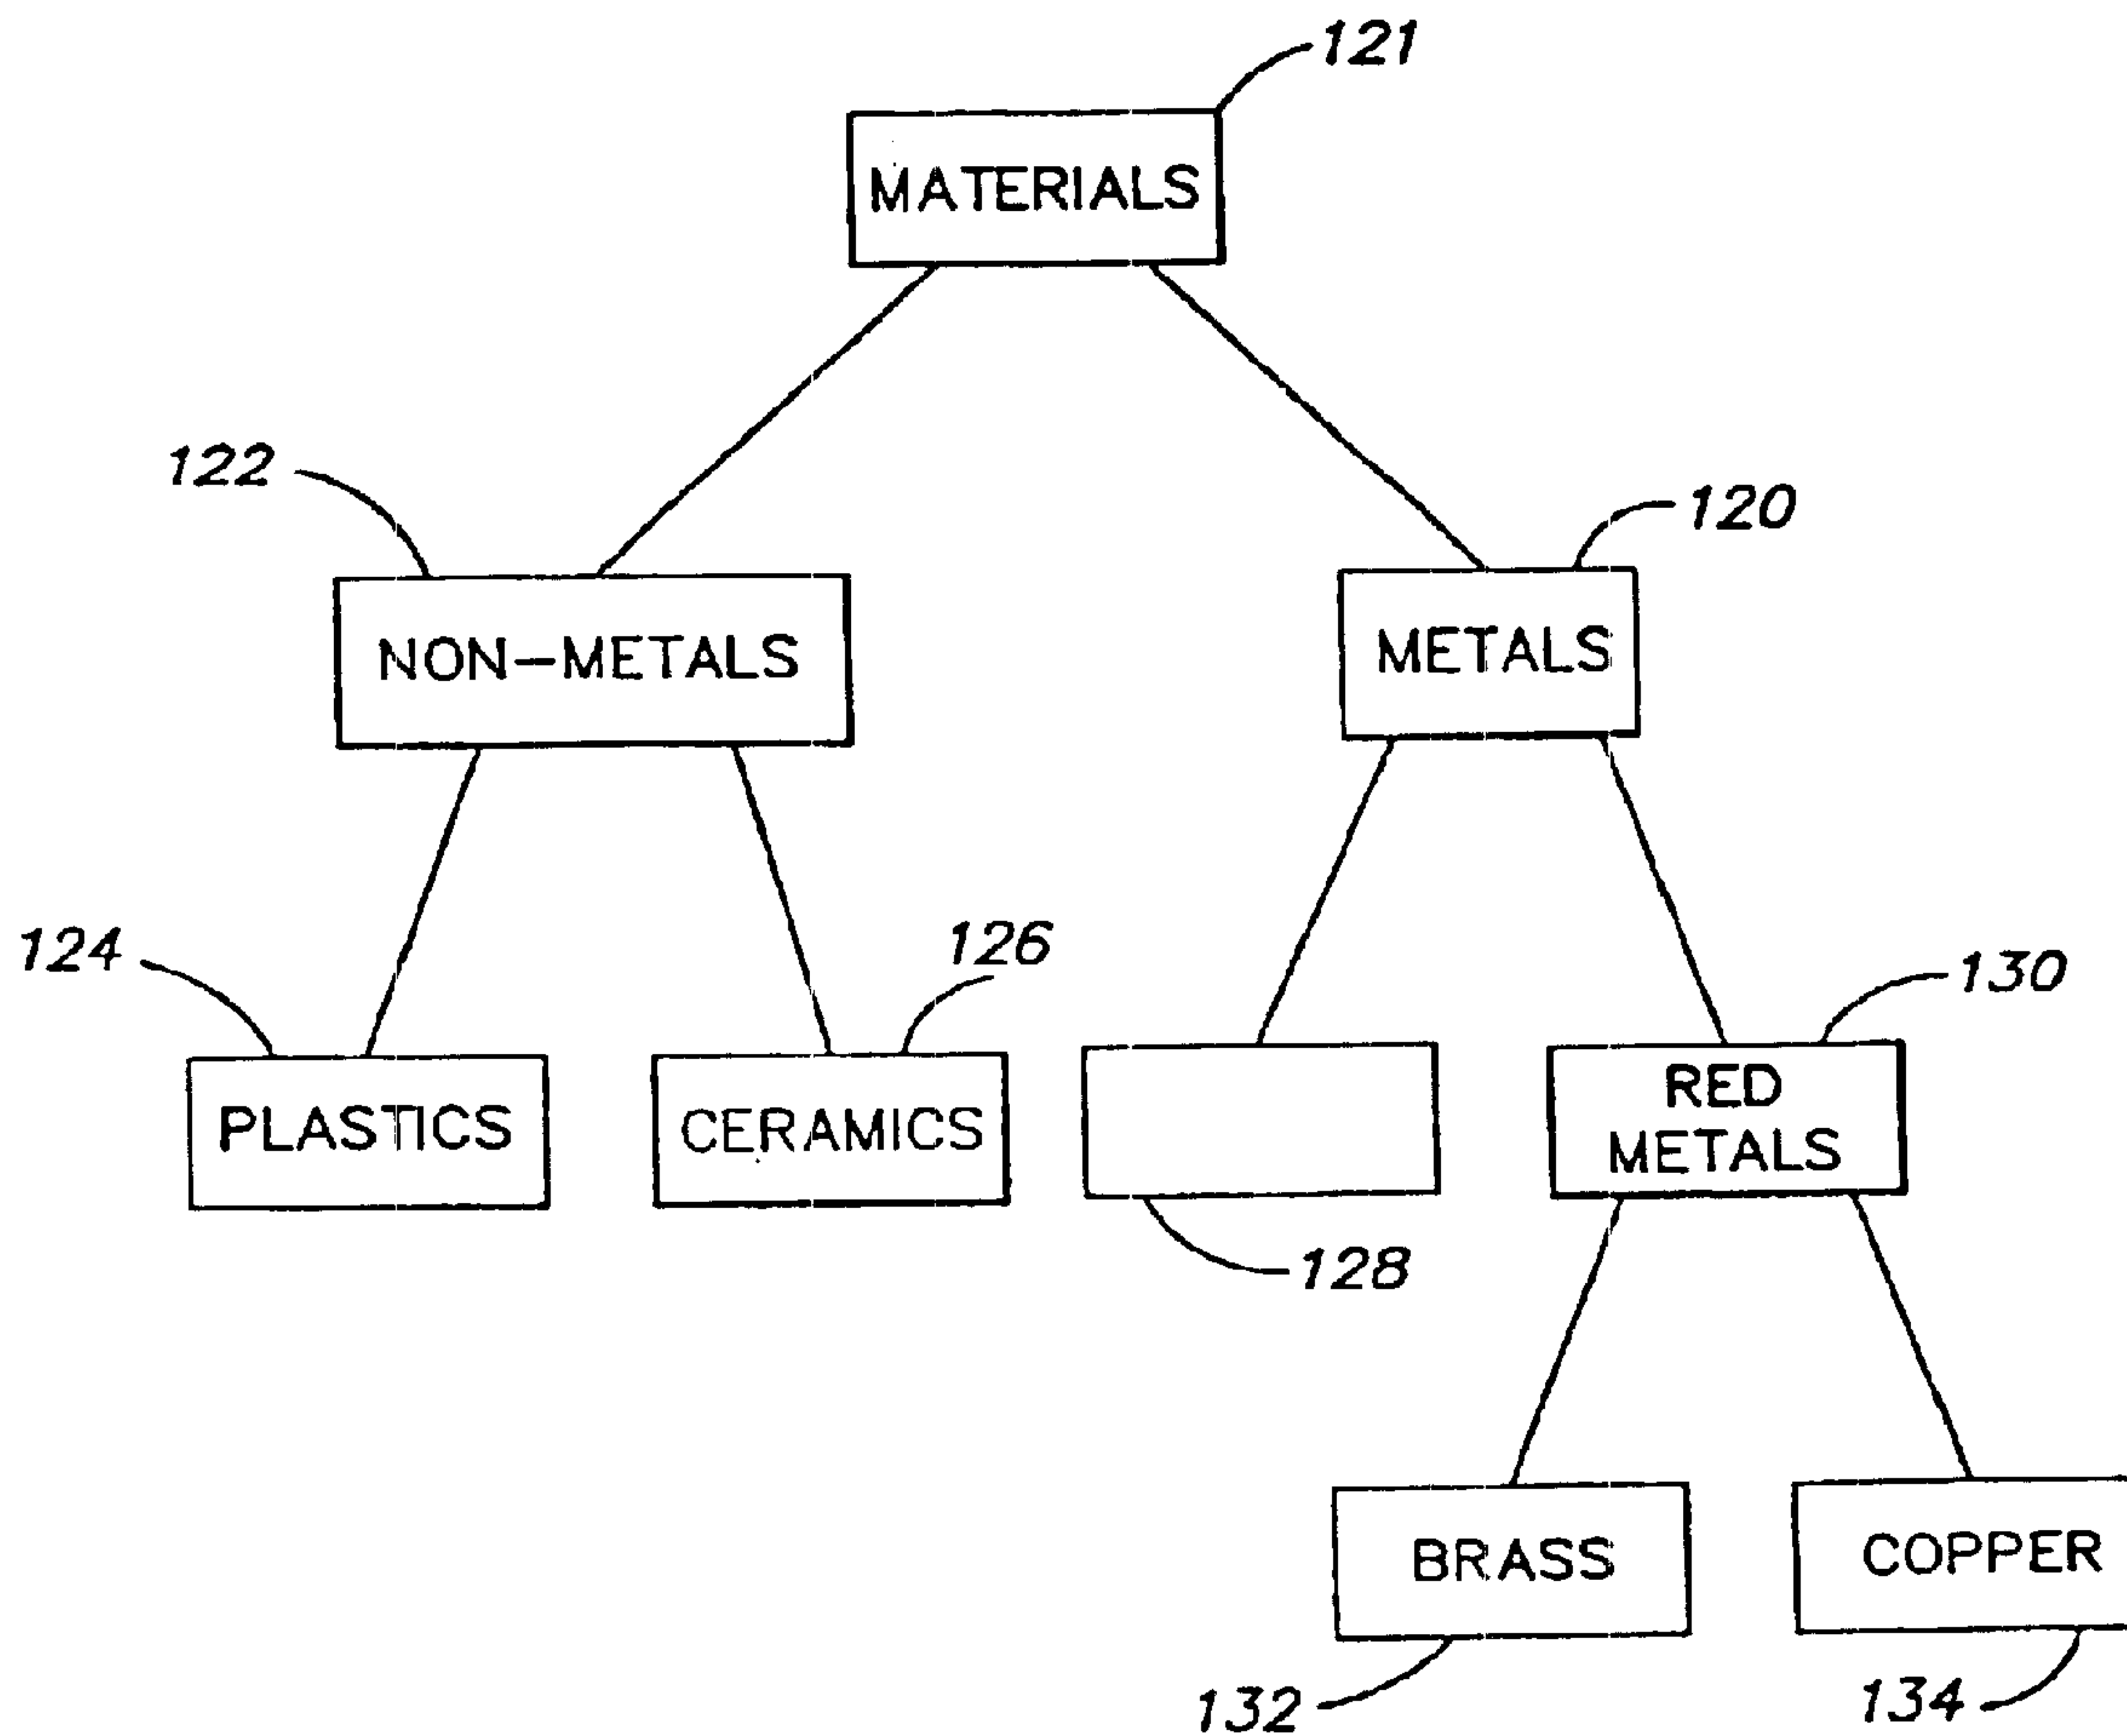 121
MATERIALS
122
120
NON-METALS
METALS
124
126
130
PLASTICS
CERAMICS
RED
METALS
128
BRASS
COPPER
132
134